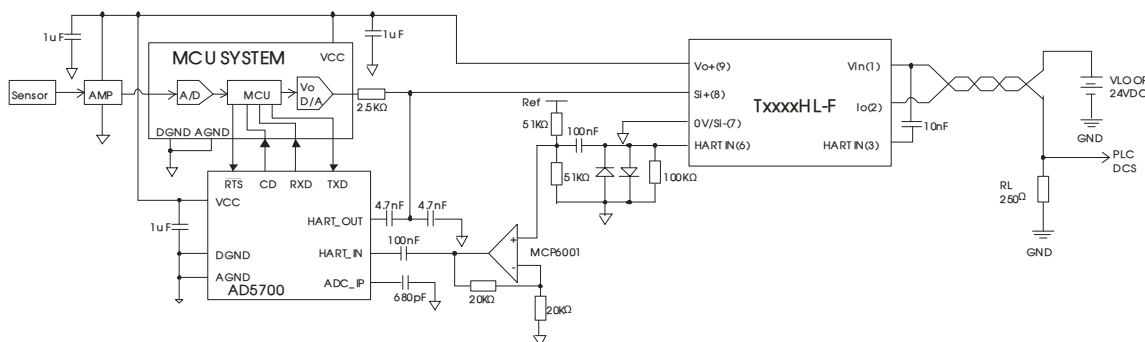 1uF
1uF
MCU SYSTEM
VCC
Sensor
AMP
A/D
MCU
Vo
D/A
2.5KΩ
DGND AGND
RTS
CD
RXD
TXD
VCC
1uF
DGND
AGND
AD5700
HART_OUT
HART_IN
ADC_IP
4.7nF
4.7nF
100nF
680pF
20KΩ
20KΩ
MCP6001
+
-
Ref
51KΩ
100nF
51KΩ
100KΩ
Vo+(9)
SI+(8)
0V/SI-(7)
HART IN(6)
TxxxxHL-F
Vin(1)
Io(2)
HART IN(3)
10nF
VLOOP
24VDC
GND
PLC
DCS
RL
250Ω
GND